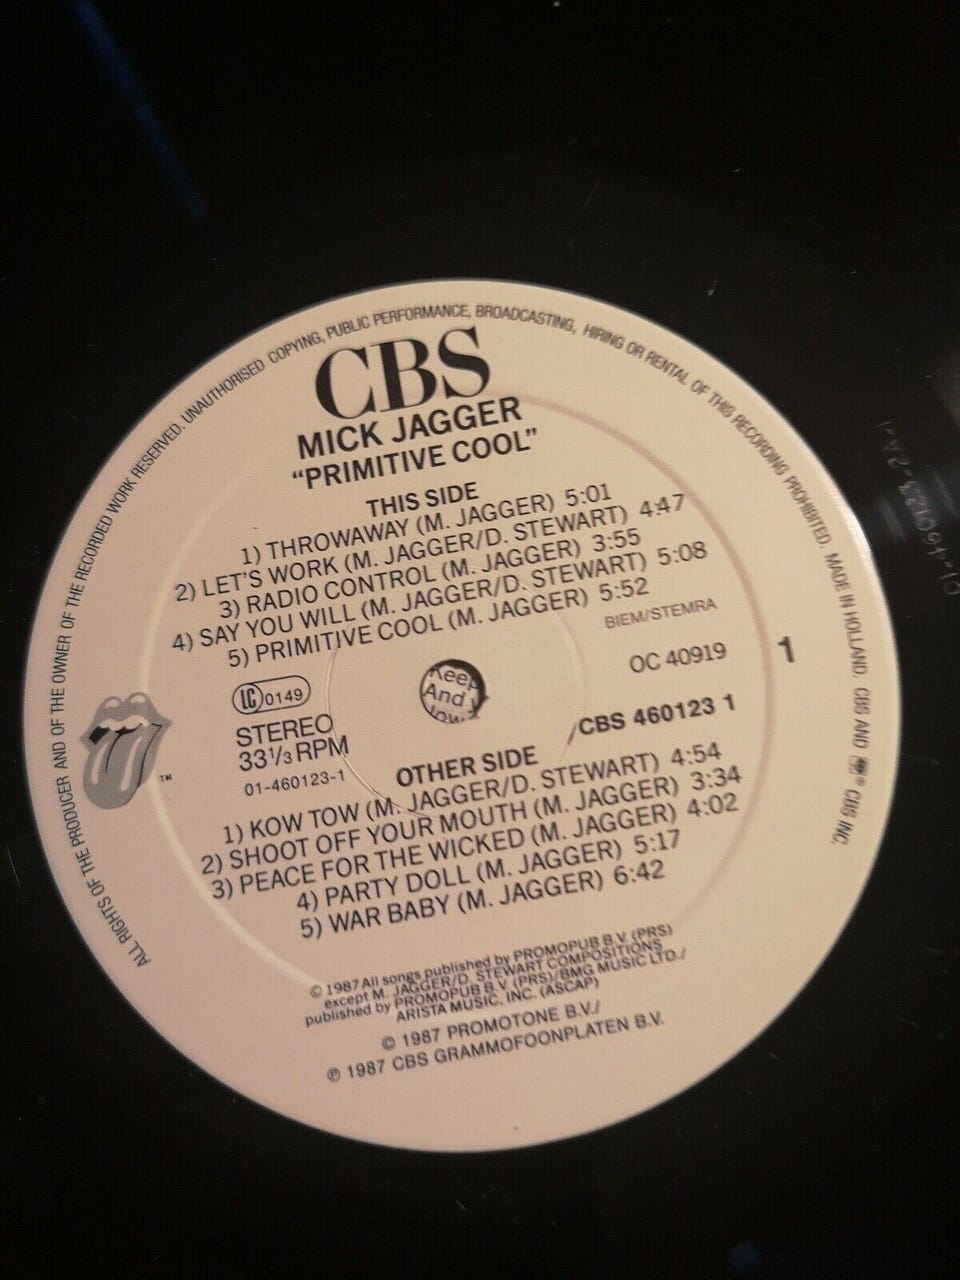 ALL RIGHTS OF THE PRODUCER AND OF THE OWNER OF THE RECORDED WORK RESERVED. UNAUTHORISED COPYING, PUBLIC PERFORMANCE, BROADCASTING, HIRING OR RENTAL OF THIS RECORDING PROHIBITED. MADE IN HOLLAND. CBS AND ® CBS INC.
CBS
MICK JAGGER
“PRIMITIVE COOL”
THIS SIDE
1) THROWAWAY (M. JAGGER) 5:01
2) LET'S WORK (M. JAGGER/D. STEWART) 4:47
3) RADIO CONTROL (M. JAGGER) 3:55
4) SAY YOU WILL (M. JAGGER/D. STEWART) 5:08
5) PRIMITIVE COOL (M. JAGGER) 5:52
BIEM/STEMRA
OC 40919
1
LC 0149
STEREO
33⅓ RPM
01-460123-1
/CBS 460123 1
Keep
And
TM
OTHER SIDE
1) KOW TOW (M. JAGGER/D. STEWART) 4:54
2) SHOOT OFF YOUR MOUTH (M. JAGGER) 3:34
3) PEACE FOR THE WICKED (M. JAGGER) 4:02
4) PARTY DOLL (M. JAGGER) 5:17
5) WAR BABY (M. JAGGER) 6:42
© 1987 All songs published by PROMOPUB B.V. (PRS)
except M. JAGGER/D. STEWART COMPOSITIONS
published by PROMOPUB B.V. (PRS)/BMG MUSIC LTD./
ARISTA MUSIC, INC. (ASCAP)
© 1987 PROMOTONE B.V./
℗ 1987 CBS GRAMMOFOONPLATEN B.V.